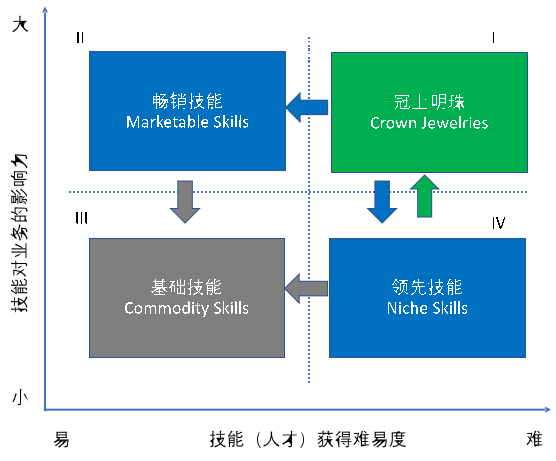 大
II
I
畅销技能
Marketable Skills
冠上明珠
Crown Jewelries
技能对业务的影响力
III
IV
基础技能
Commodity Skills
领先技能
Niche Skills
小
易
技能（人才）获得难易度
难